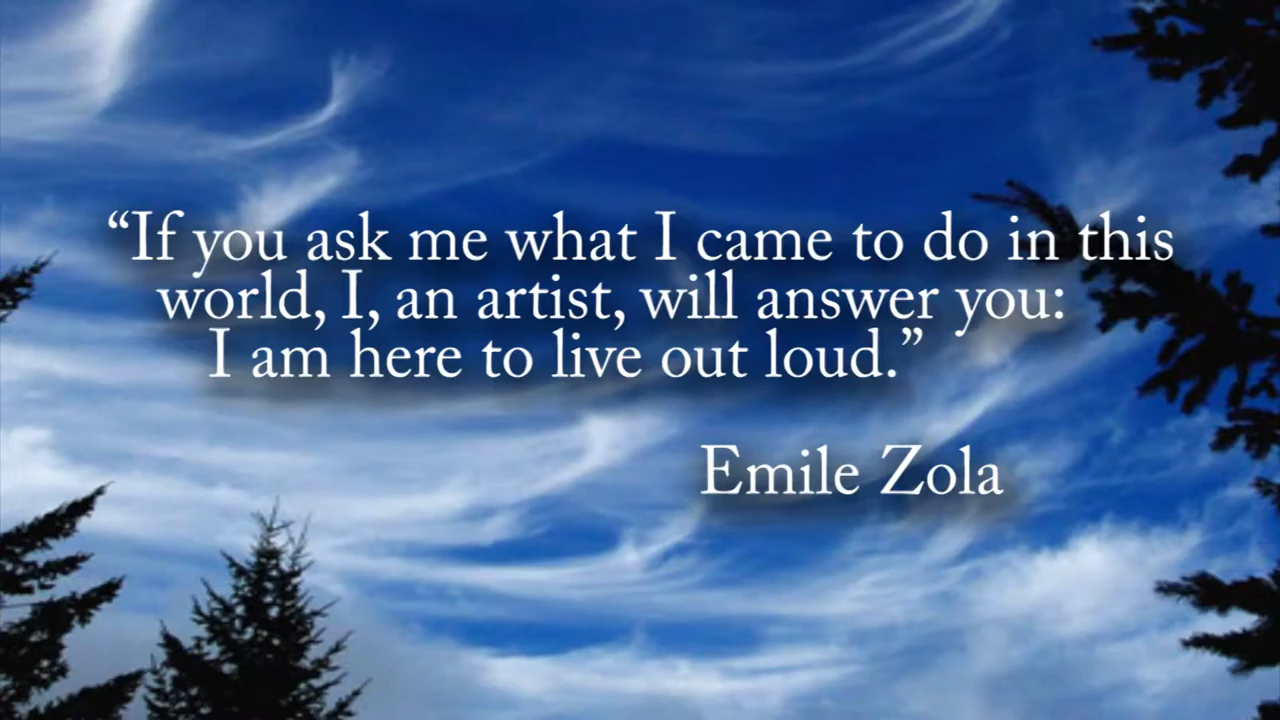 “If you ask me what I came to do in this
world, I, an artist, will answer you:
I am here to live out loud.”
Emile Zola